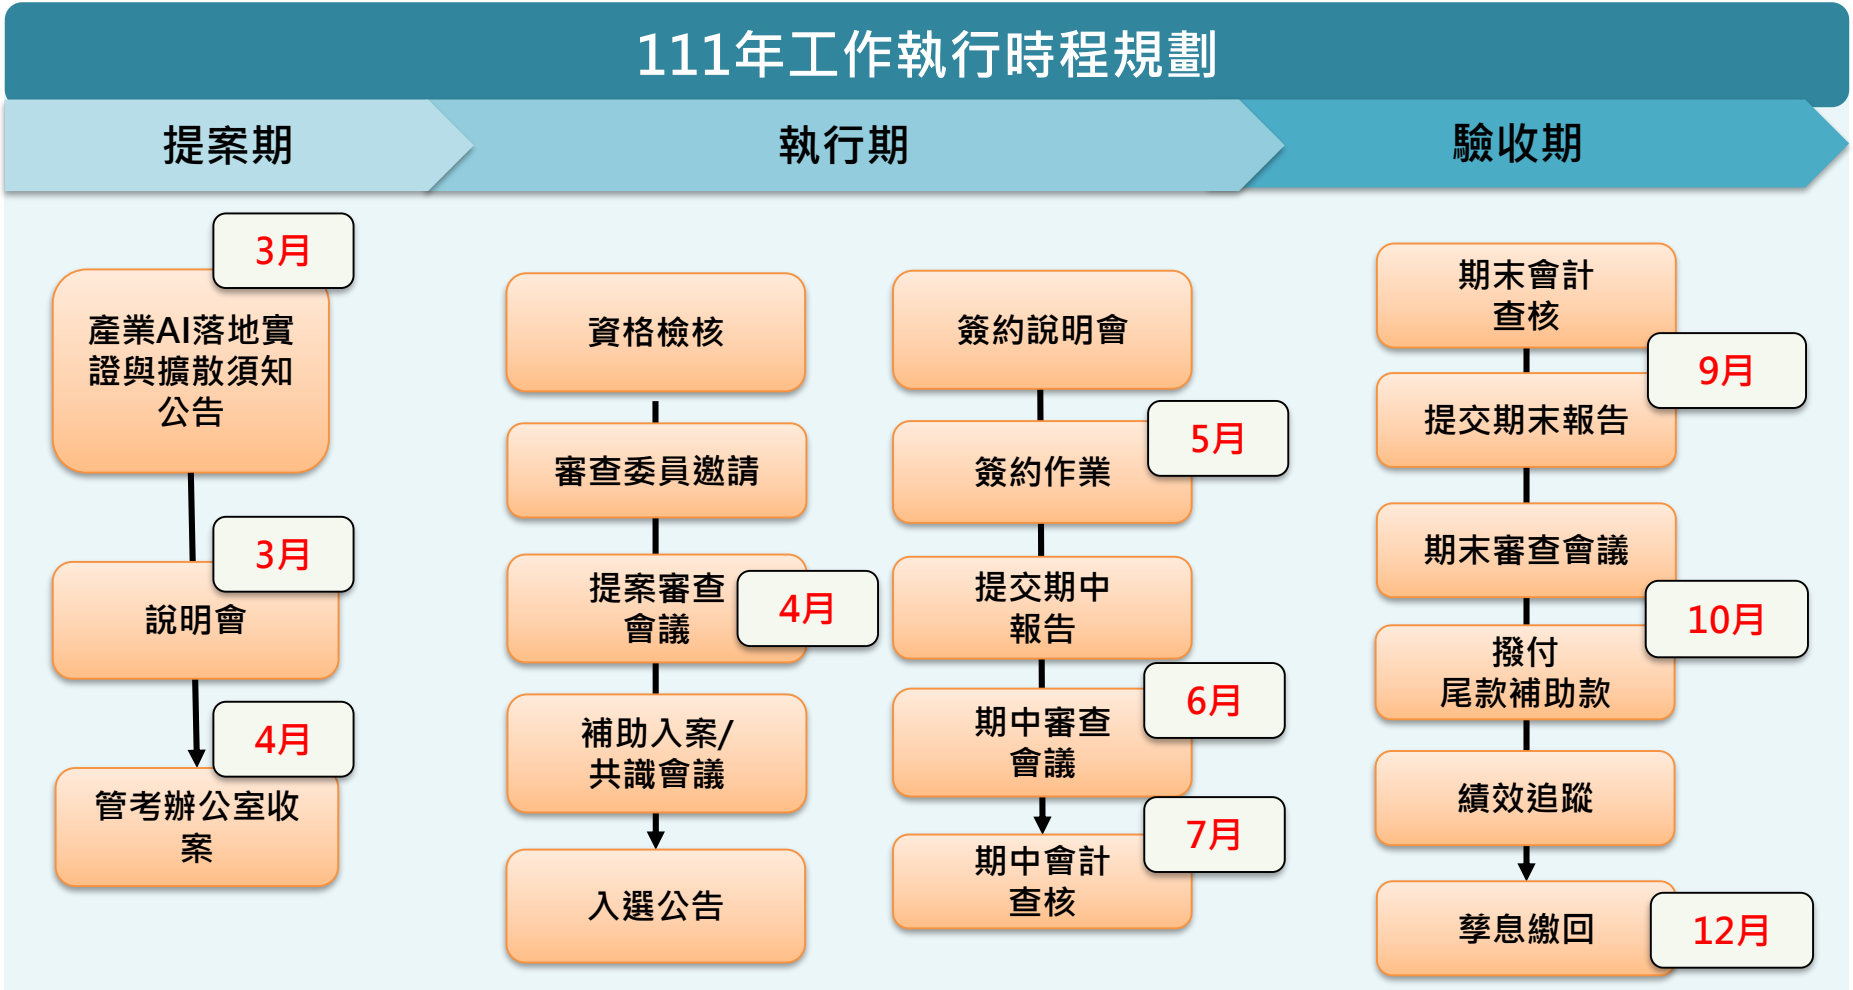 111年工作執行時程規劃
提案期
執行期
驗收期
3月
產業AI落地實
證與擴散須知
公告
3月
說明會
4月
管考辦公室收
案
資格檢核
審查委員邀請
提案審查
會議
4月
補助入案/
共識會議
入選公告
簽約說明會
5月
簽約作業
提交期中
報告
6月
期中審查
會議
7月
期中會計
查核
期末會計
查核
9月
提交期末報告
期末審查會議
10月
撥付
尾款補助款
績效追蹤
孳息繳回
12月